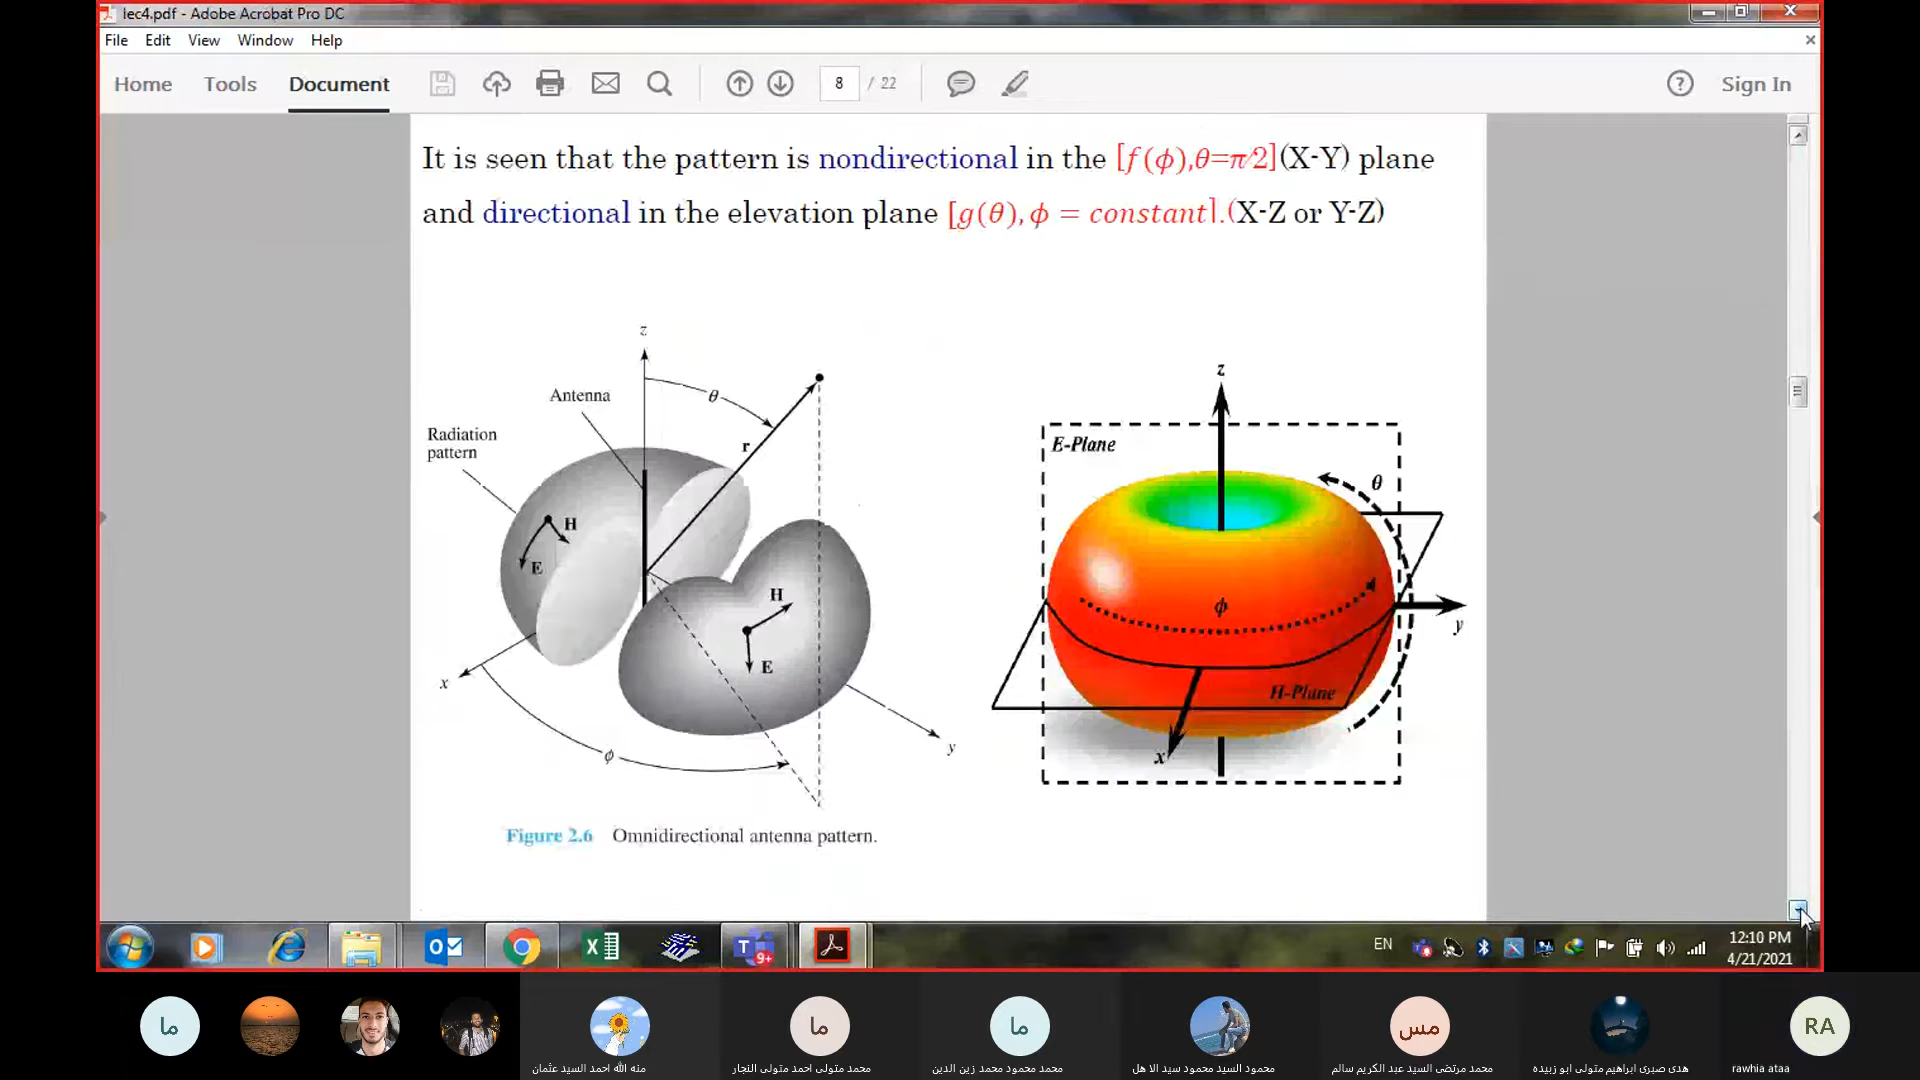 lec4.pdf - Adobe Acrobat Pro DC
File Edit View Window Help
Home Tools Document 8 / 22 Sign In
It is seen that the pattern is nondirectional in the [f(ϕ),θ=π∕2](X-Y) plane
and directional in the elevation plane [g(θ),ϕ = constant].(X-Z or Y-Z)
z
Antenna
θ
Radiation
pattern
r
H
E
H
E
x
ϕ
y
z
E-Plane
θ
ϕ
y
H-Plane
x
Figure 2.6 Omnidirectional antenna pattern.
9+
EN
12:10 PM
4/21/2021
ما
ما
ما
مس
RA
منه الله احمد السيد عثمان
محمد متولى احمد متولى النجار
محمد محمود محمد زين الدين
محمود السيد محمود سيد الا هل
محمد مرتضى السيد عبد الكريم سالم
هدى صبرى ابراهيم متولى ابو زبيده
rawhia ataa